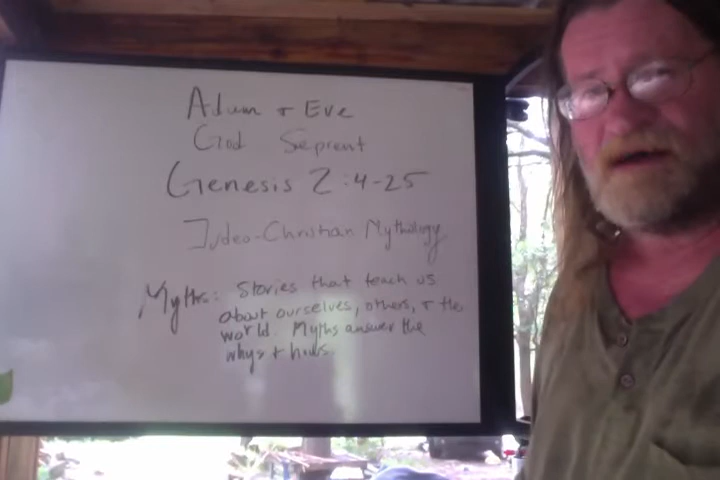 Adam + Eve
God Seprent
Genesis 2:4-25
Judeo-Christian Mythology
Myths: Stories that teach us
about ourselves, others, + the
world. Myths answer the
whys + hows.